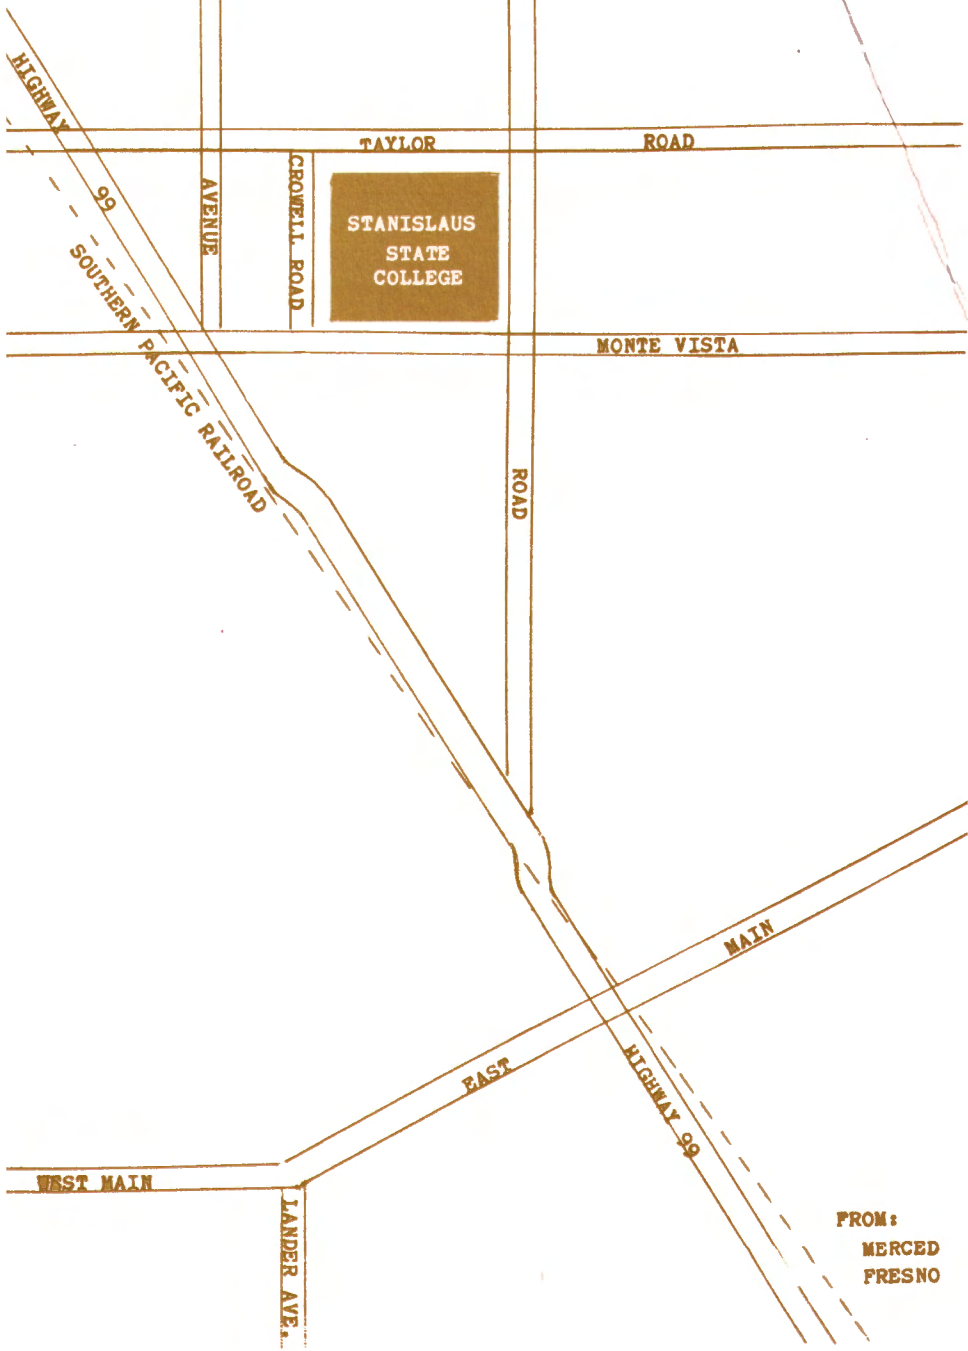 HIGHWAY 99
TAYLOR ROAD
AVENUE
CROWELL ROAD
STANISLAUS
STATE
COLLEGE
SOUTHERN PACIFIC RAILROAD
MONTE VISTA
ROAD
EAST MAIN
HIGHWAY 99
WEST MAIN
LANDER AVE.
FROM:
MERCED
FRESNO